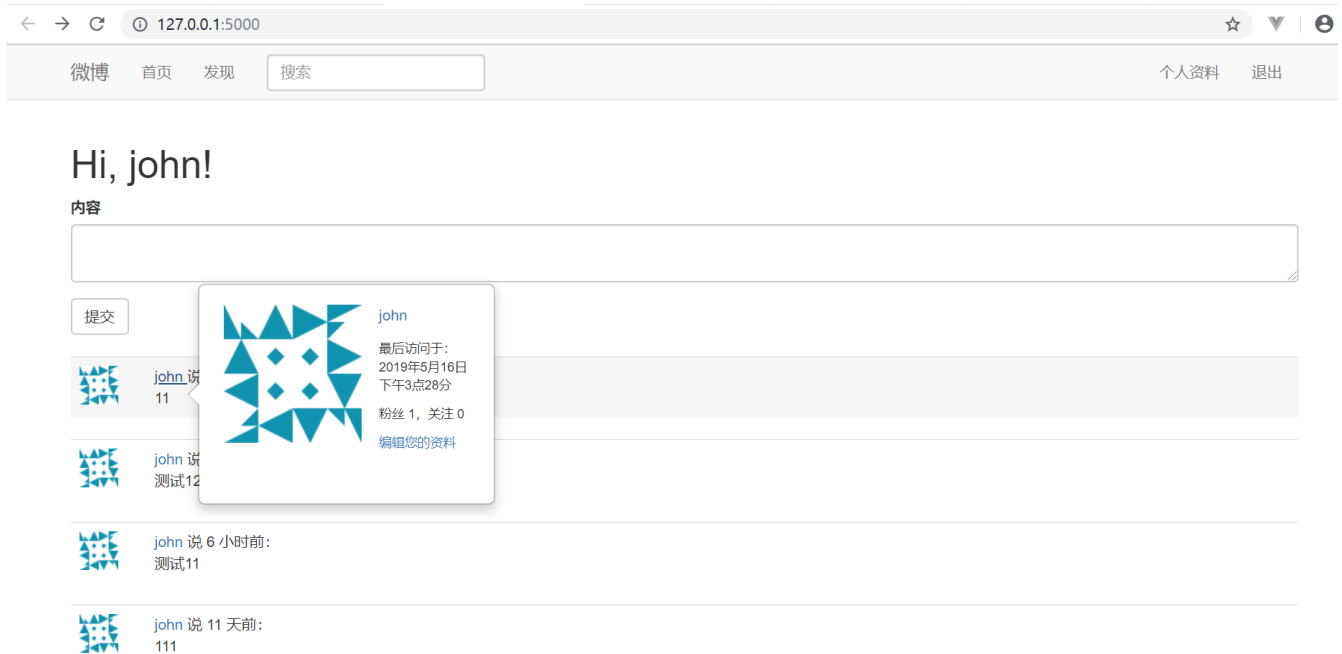 127.0.0.1:5000
微博 首页 发现 搜索 个人资料 退出
Hi, john!
内容
提交
john
最后访问于：
2019年5月16日
下午3点28分
粉丝 1，关注 0
编辑您的资料
john 说
11
john 说
测试12
john 说 6 小时前：
测试11
john 说 11 天前：
111